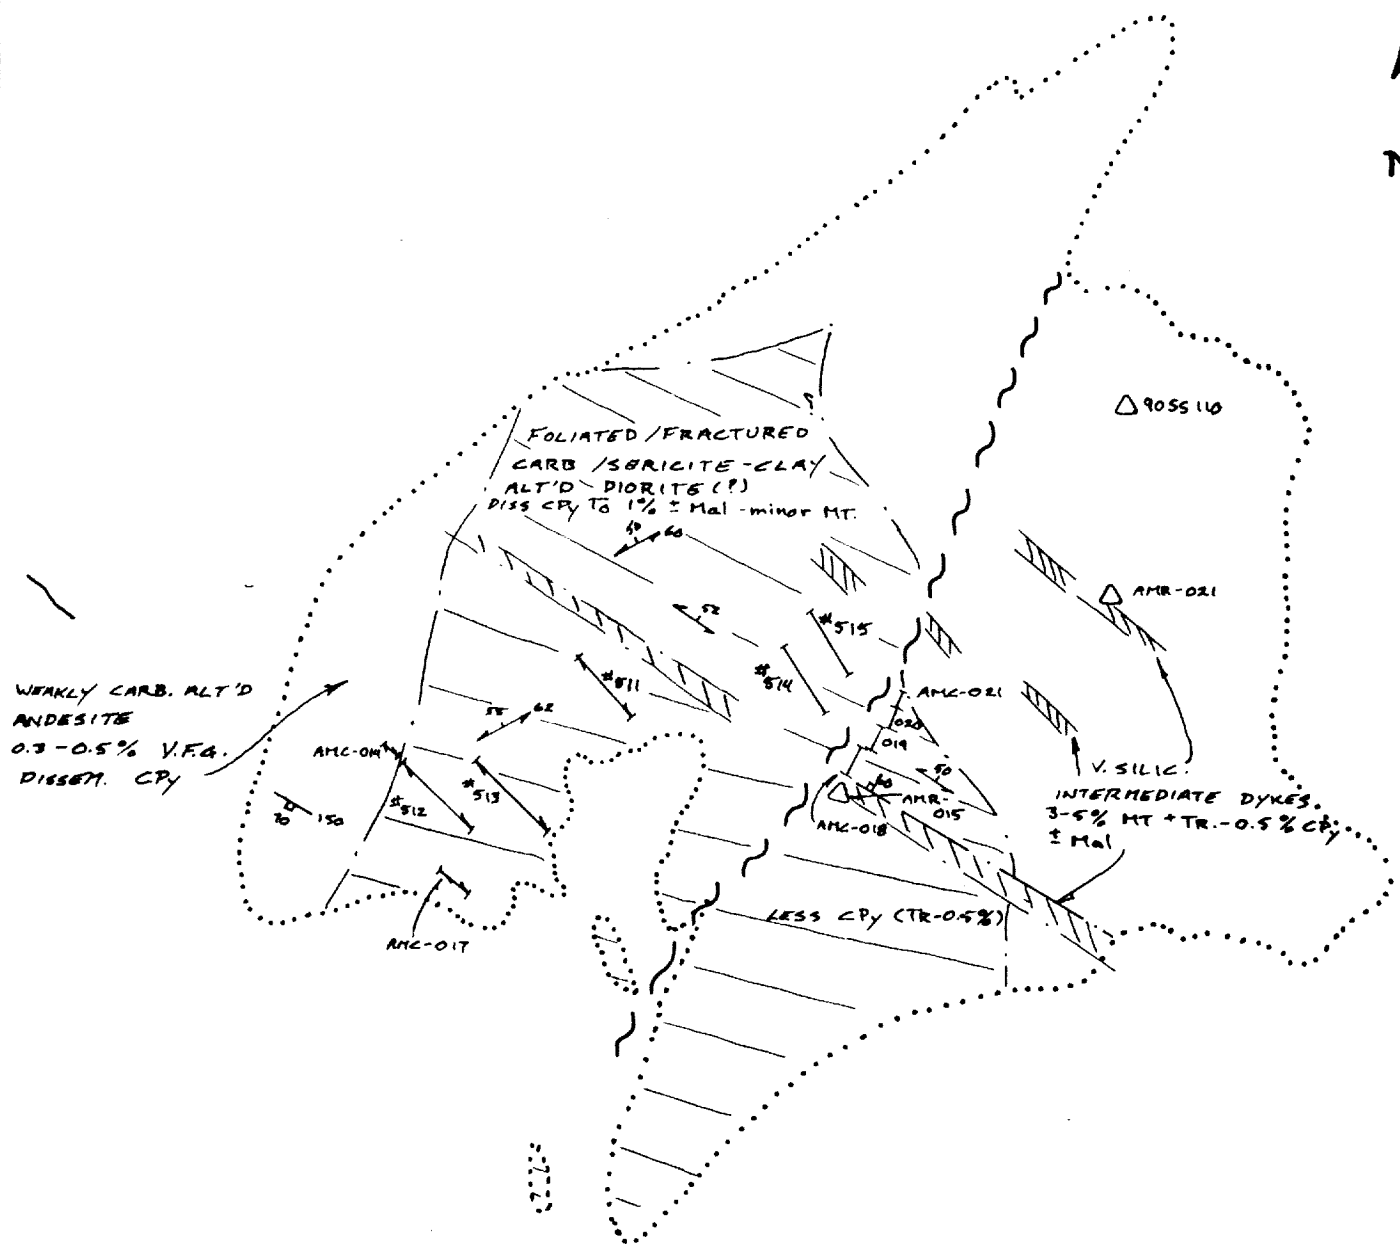 △ 9055 110
FOLIATED / FRACTURED
CARB / SERICITE - CLAY
ALT'D - DIORITE (?)
DISS CPy To 1% ± Mal - minor MT.
60
AMR-021
52
#515
#514
#511
WEAKLY CARB. ALT'D
ANDESITE
0.3 - 0.5% V.F.G.
DISSEM. CPy
55
62
AMC-021
020
019
50
60
AMR-
015
AMC-018
#513
#512
70
150
V. SILIC.
INTERMEDIATE DYKES.
3-5% MT + TR.-0.5% CPy
± Mal
LESS CPy (TR-0.5%)
AMC-017